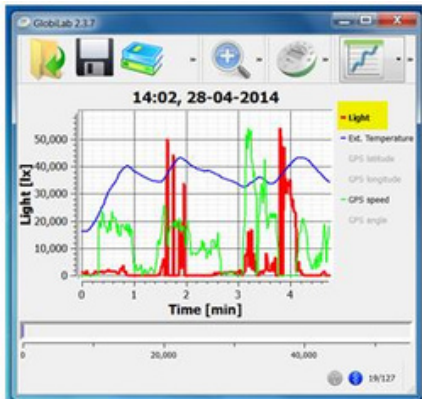 GlobiLab 2.3.7
14:02, 28-04-2014
Light [lx]
50,000
40,000
30,000
20,000
10,000
0
0 1 2 3 4
Time [min]
Light
Ext. Temperature
GPS latitude
GPS longitude
GPS speed
GPS angle
0 20,000 40,000
19/127